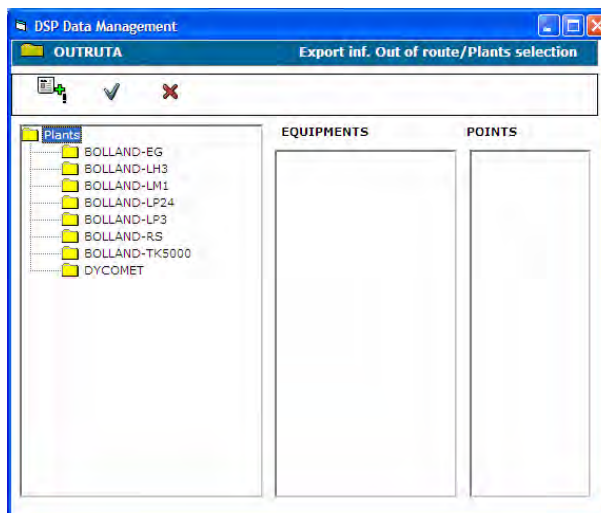 DSP Data Management
OUTRUTA Export inf. Out of route/Plants selection
EQUIPMENTS POINTS
Plants
BOLLAND-EG
BOLLAND-LH3
BOLLAND-LM1
BOLLAND-LP24
BOLLAND-LP3
BOLLAND-RS
BOLLAND-TK5000
DYCOMET